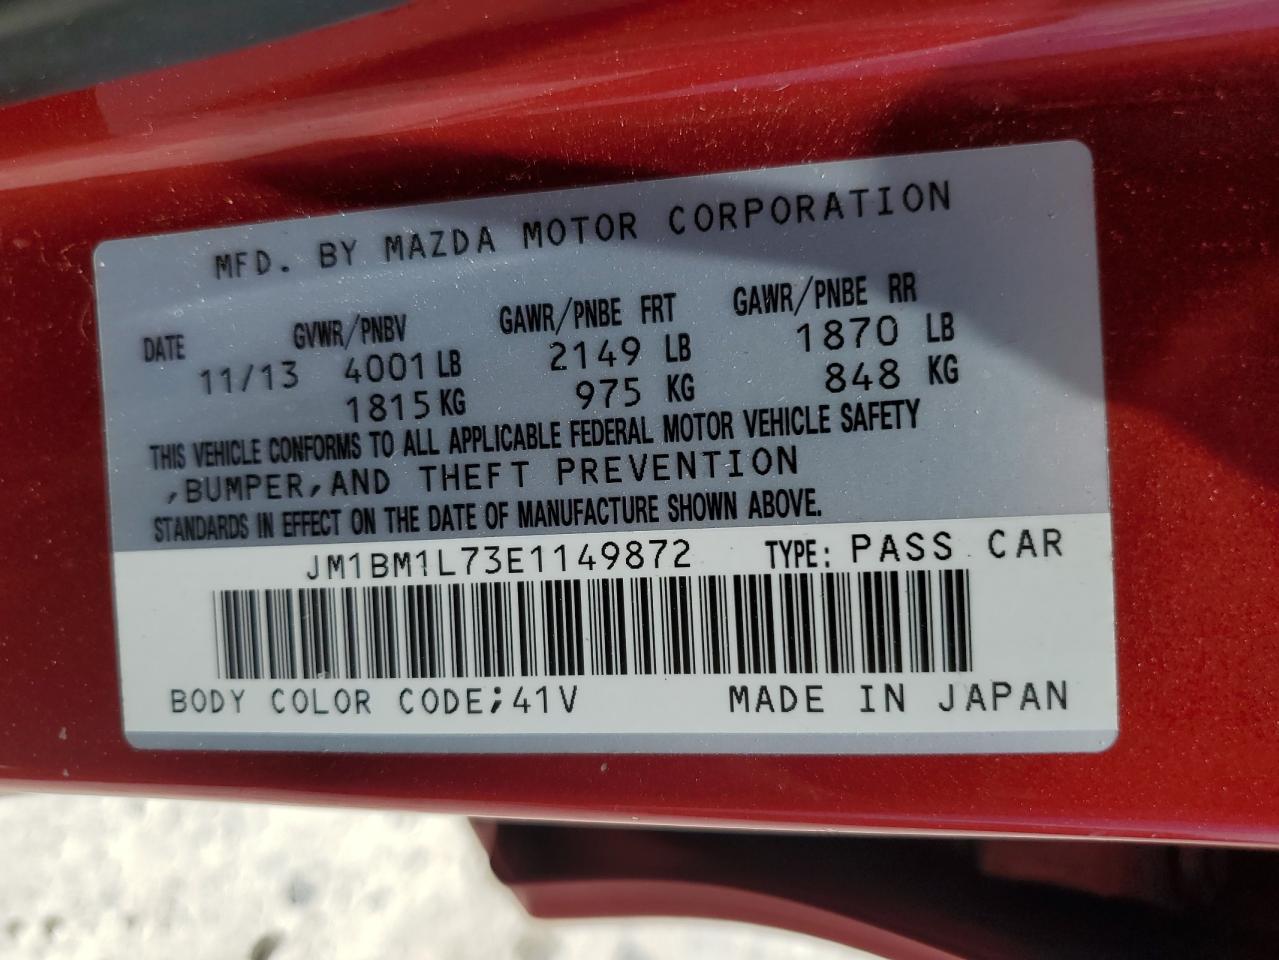 MFD. BY MAZDA MOTOR CORPORATION
DATE GVWR/PNBV GAWR/PNBE FRT GAWR/PNBE RR
11/13 4001 LB 2149 LB 1870 LB
1815 KG 975 KG 848 KG
THIS VEHICLE CONFORMS TO ALL APPLICABLE FEDERAL MOTOR VEHICLE SAFETY
,BUMPER,AND THEFT PREVENTION
STANDARDS IN EFFECT ON THE DATE OF MANUFACTURE SHOWN ABOVE.
JM1BM1L73E1149872 TYPE: PASS CAR
BODY COLOR CODE;41V MADE IN JAPAN